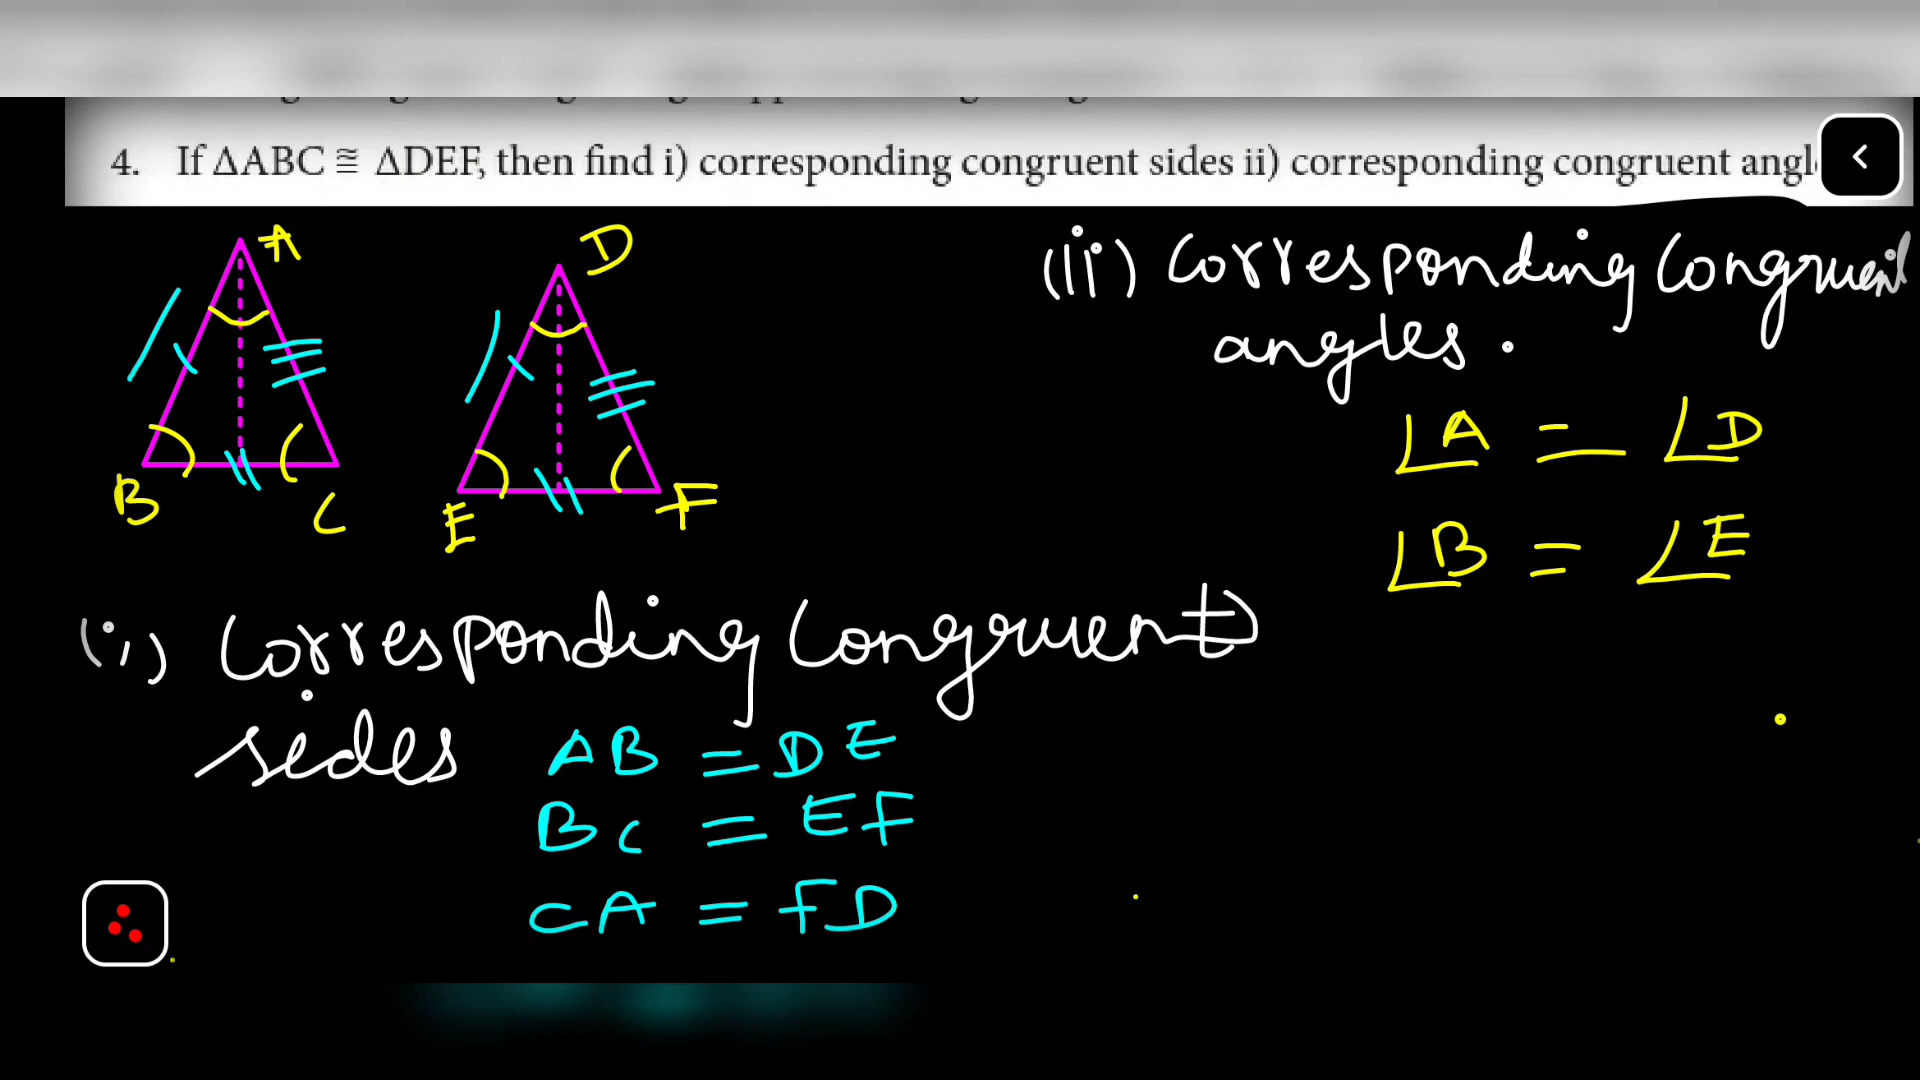 4. If ΔABC ≅ ΔDEF, then find i) corresponding congruent sides ii) corresponding congruent angl
A
D
B
C
E
F
(ii) Corresponding Congruent
angles.
∠A = ∠D
∠B = ∠E
(i) Corresponding Congruent
sides
AB = DE
BC = EF
CA = FD